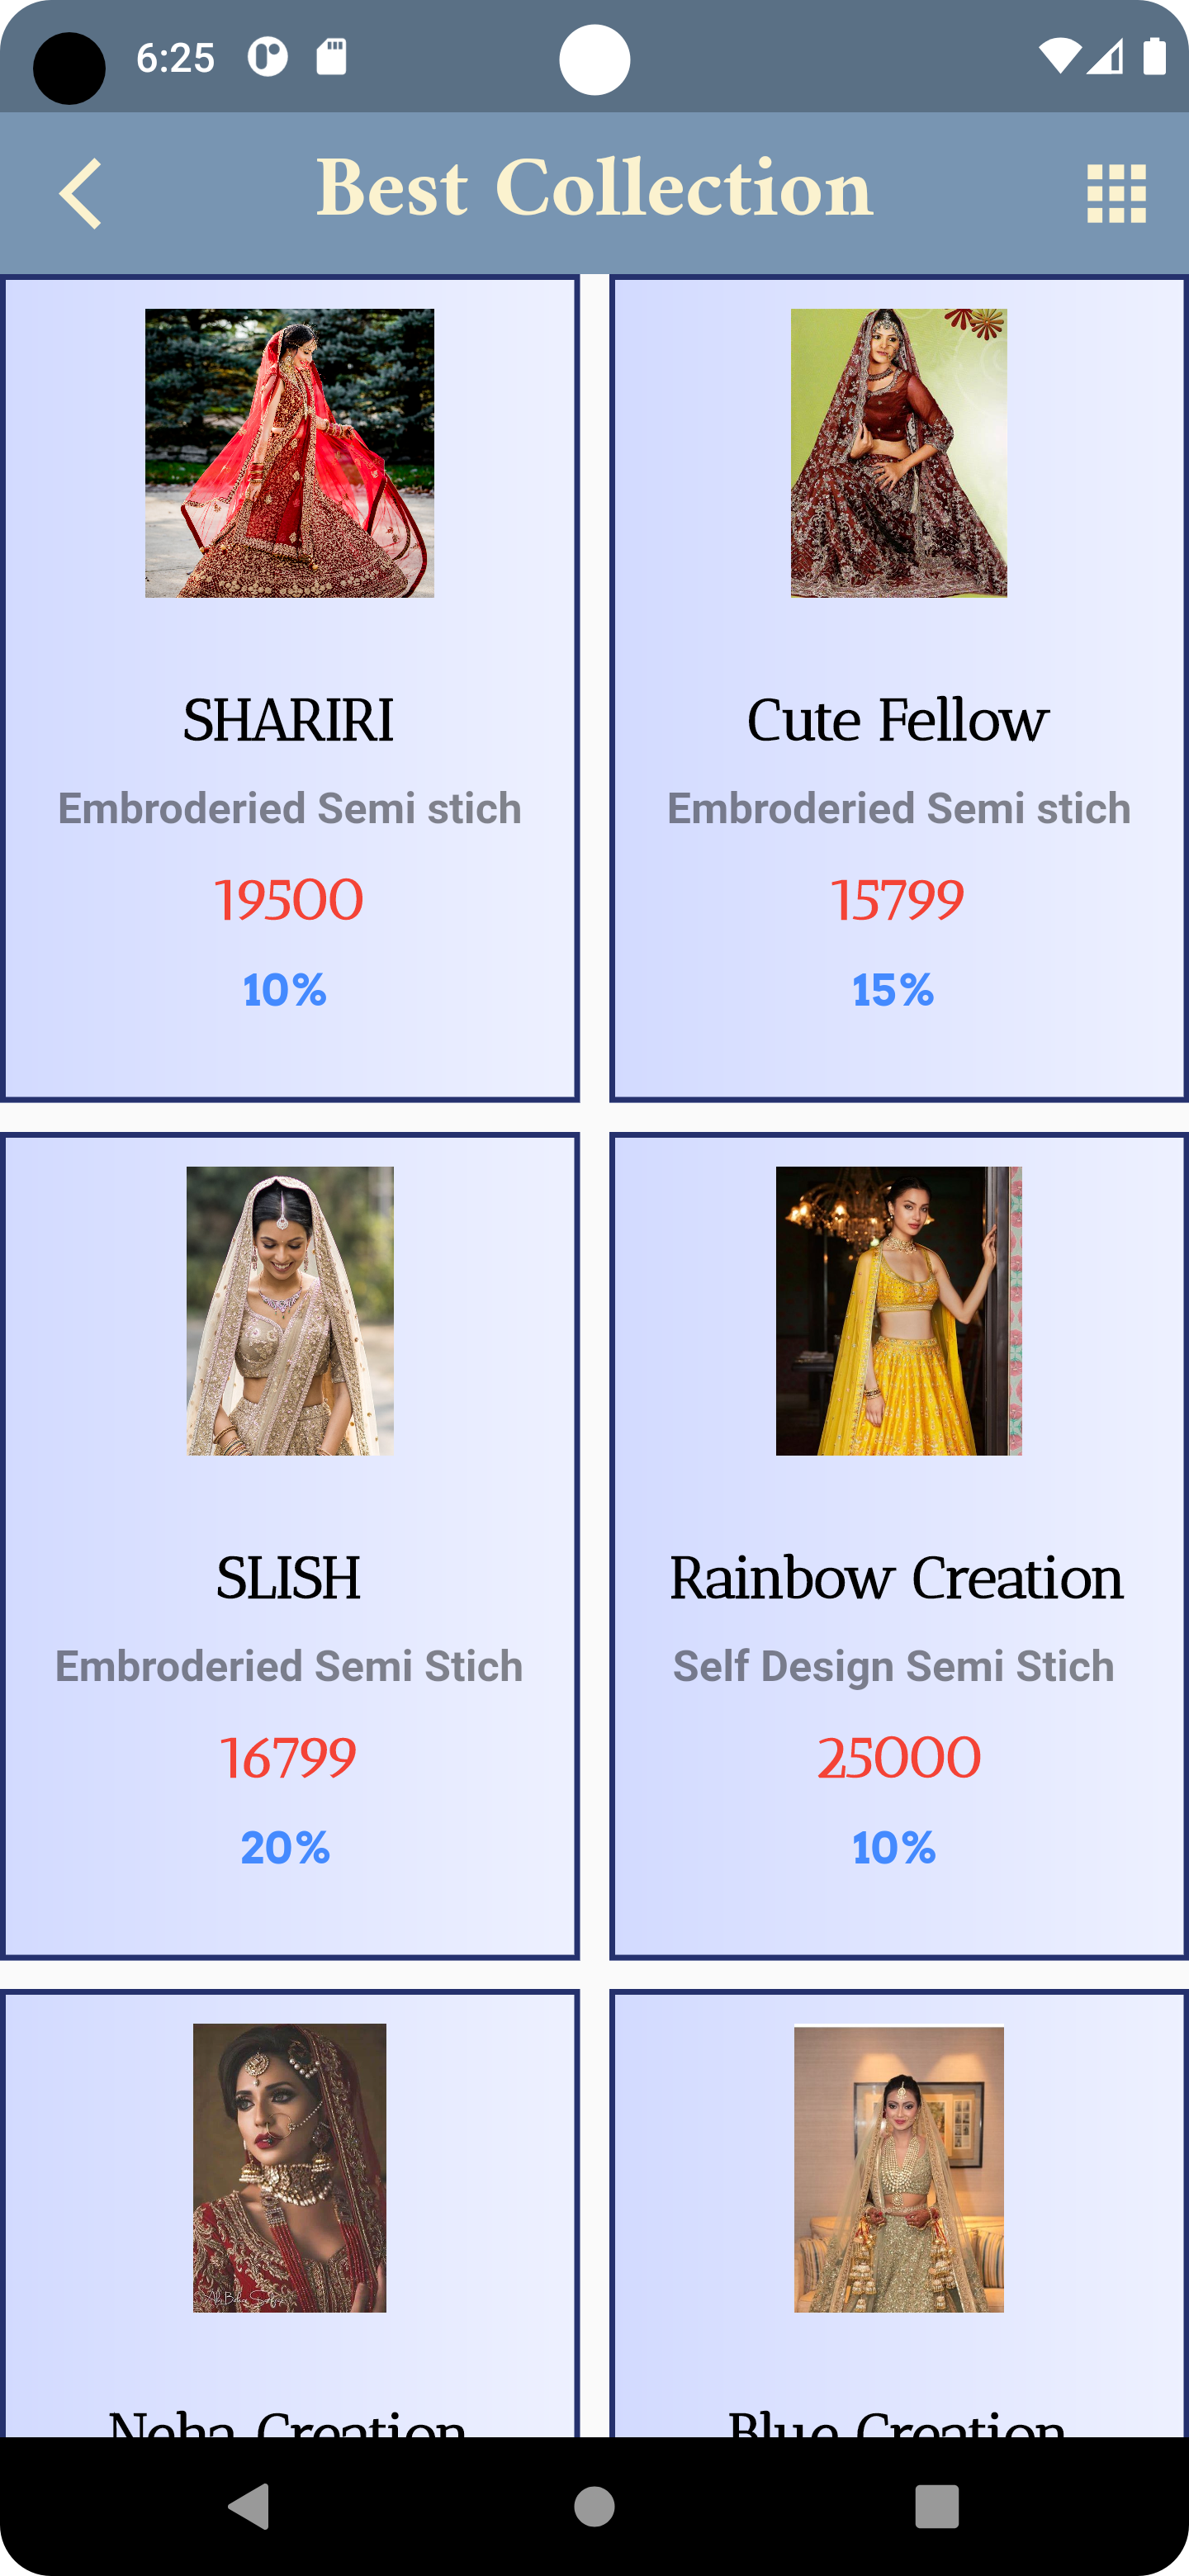 6:25
Best Collection
SHARIRI
Embroderied Semi stich
19500
10%
Cute Fellow
Embroderied Semi stich
15799
15%
SLISH
Embroderied Semi Stich
16799
20%
Rainbow Creation
Self Design Semi Stich
25000
10%
Neha Creation
Blue Creation